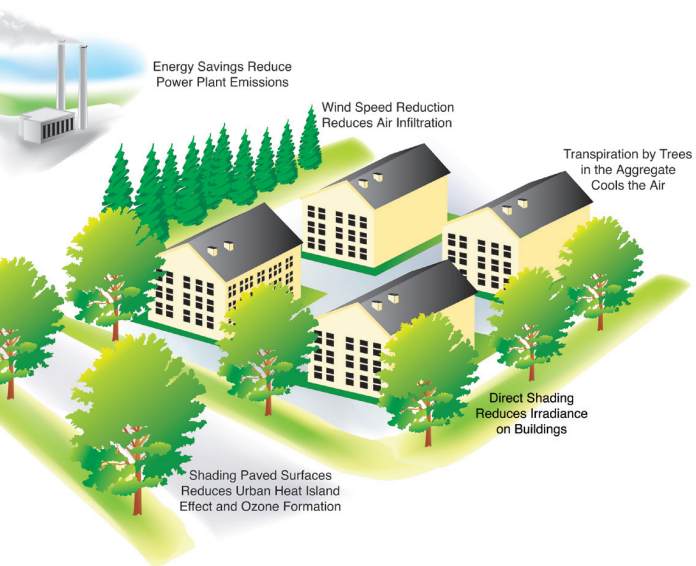 Energy Savings Reduce
Power Plant Emissions
Wind Speed Reduction
Reduces Air Infiltration
Transpiration by Trees
in the Aggregate
Cools the Air
Direct Shading
Reduces Irradiance
on Buildings
Shading Paved Surfaces
Reduces Urban Heat Island
Effect and Ozone Formation